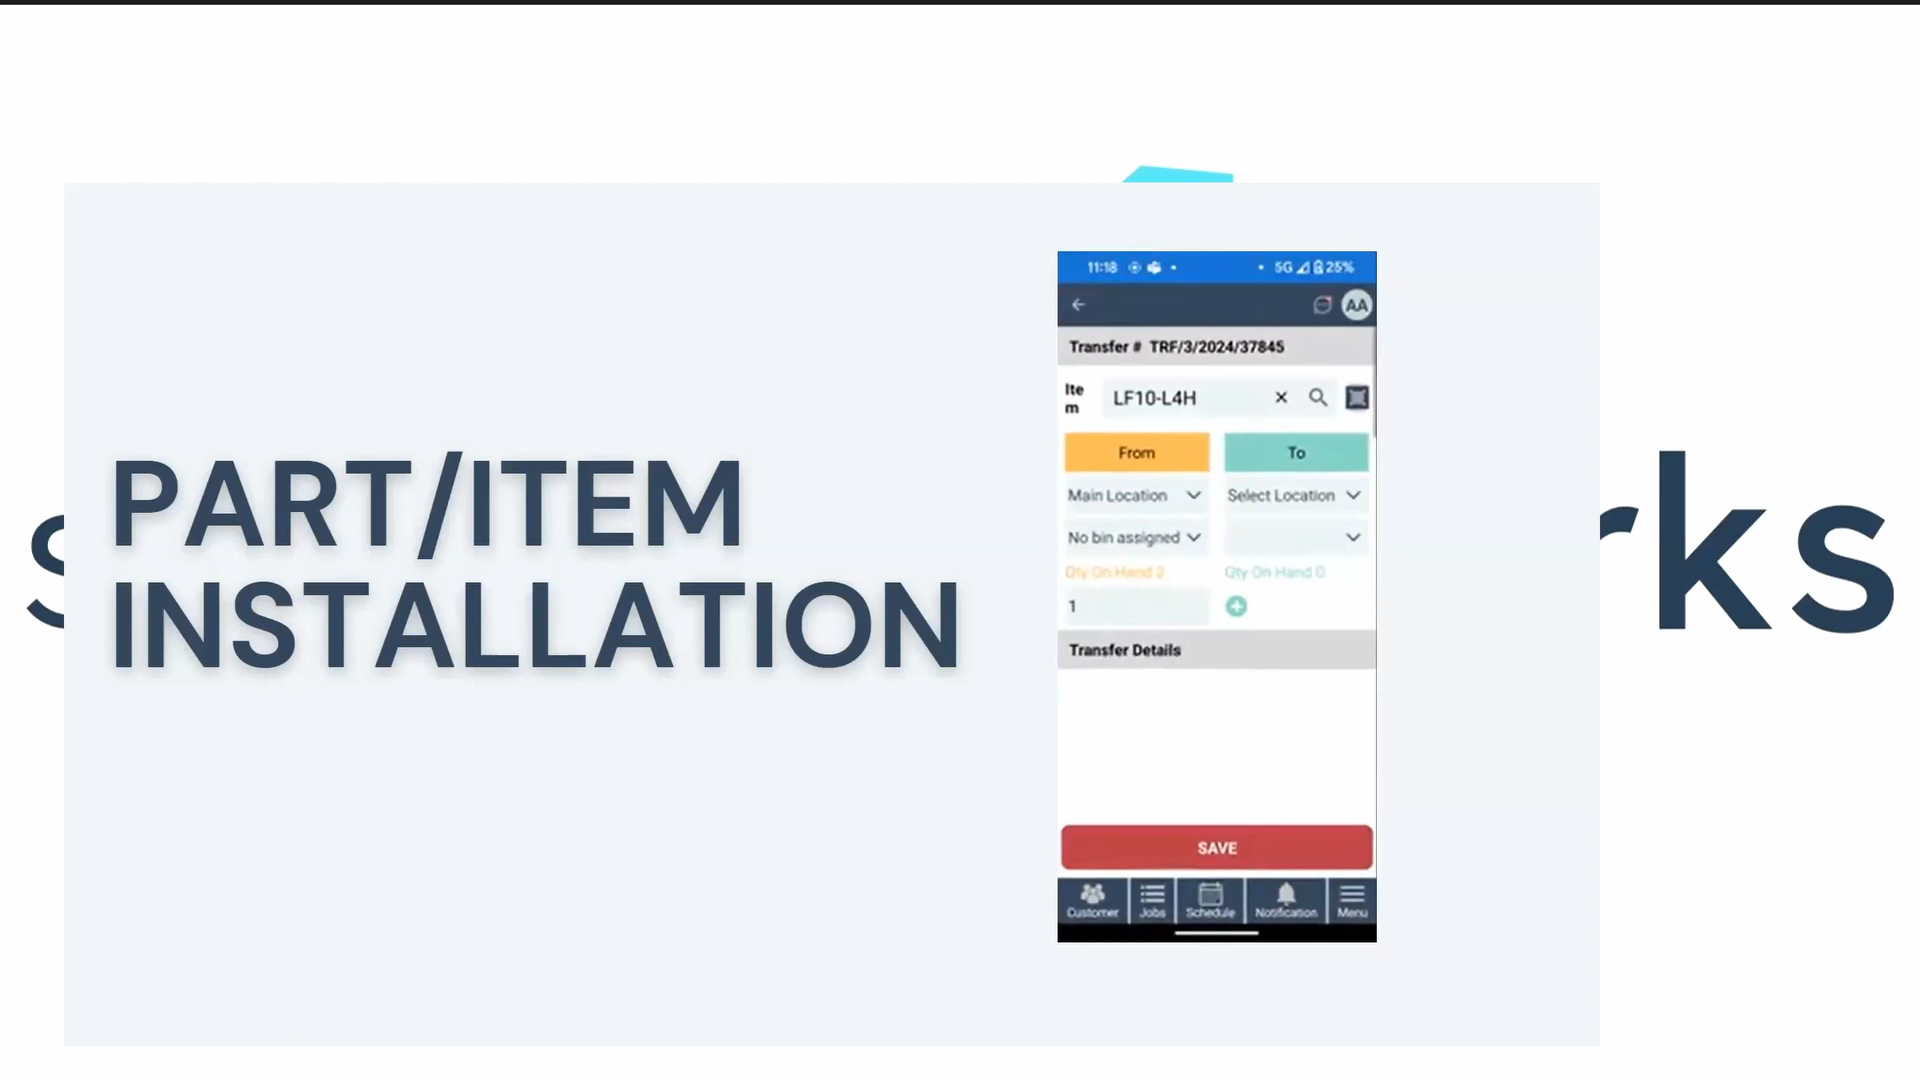 PART/ITEM
INSTALLATION
rks
11:18
5G 25%
AA
Transfer # TRF/3/2024/37845
Ite
m
LF10-L4H
From
To
Main Location
Select Location
No bin assigned
Qty On Hand 2
Qty On Hand 0
1
Transfer Details
SAVE
Customer
Jobs
Schedule
Notification
Menu